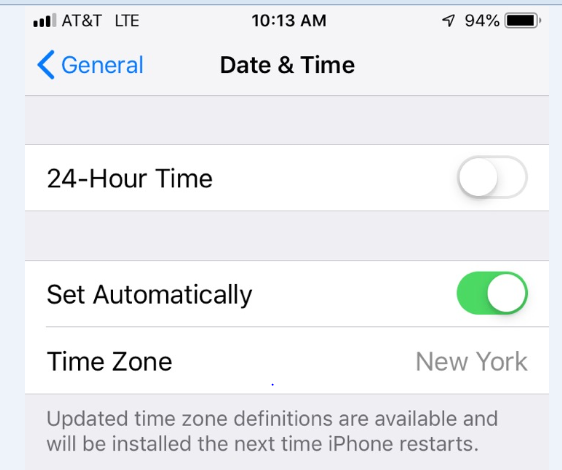 AT&T LTE 10:13 AM 94%
General Date & Time
24-Hour Time
Set Automatically
Time Zone New York
Updated time zone definitions are available and
will be installed the next time iPhone restarts.